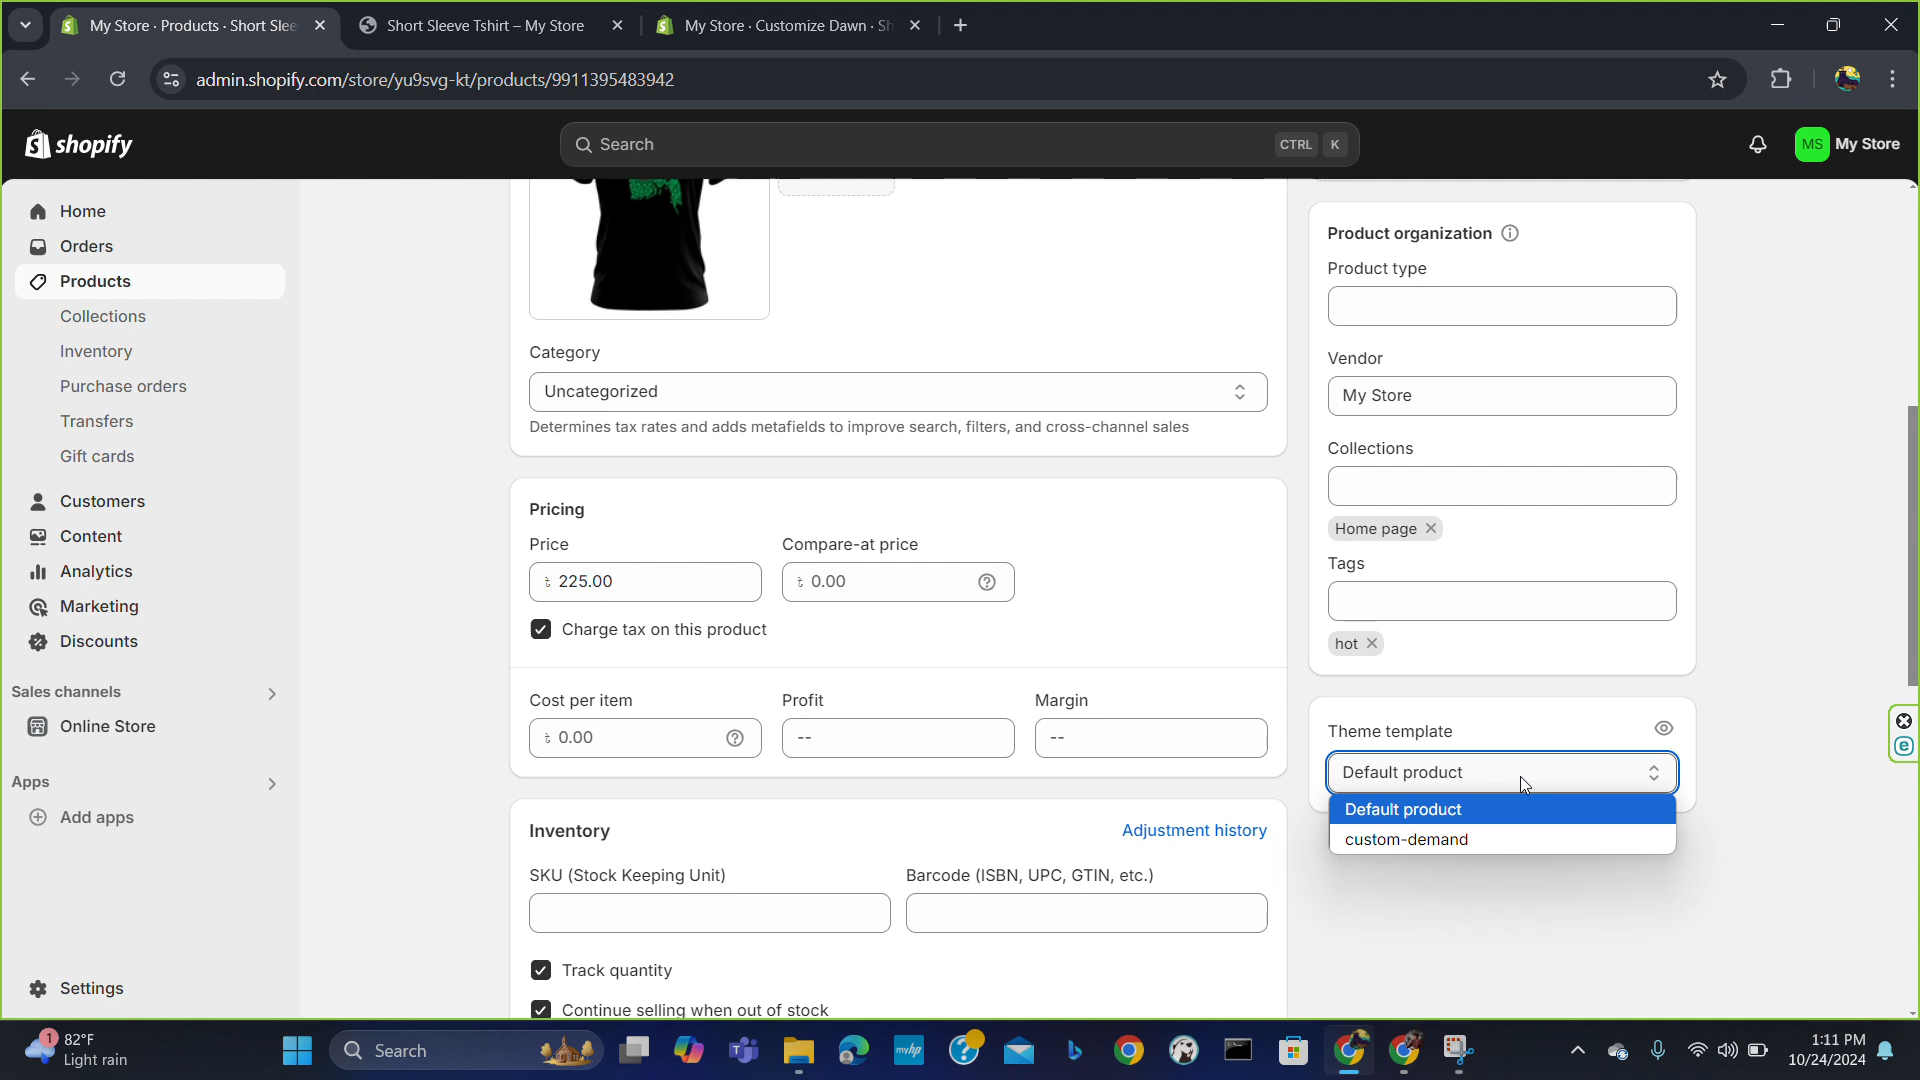 My Store · Products · Short Slee
Short Sleeve Tshirt – My Store
My Store · Customize Dawn · Sh
admin.shopify.com/store/yu9svg-kt/products/9911395483942
shopify
Search
CTRL K
MS My Store
Home
Orders
Products
Collections
Inventory
Purchase orders
Transfers
Gift cards
Customers
Content
Analytics
Marketing
Discounts
Sales channels
Online Store
Apps
Add apps
Settings
Category
Uncategorized
Determines tax rates and adds metafields to improve search, filters, and cross-channel sales
Pricing
Price
Compare-at price
৳ 225.00
৳ 0.00
Charge tax on this product
Cost per item
Profit
Margin
৳ 0.00
--
--
Inventory
Adjustment history
SKU (Stock Keeping Unit)
Barcode (ISBN, UPC, GTIN, etc.)
Track quantity
Continue selling when out of stock
Product organization
Product type
Vendor
My Store
Collections
Home page
Tags
hot
Theme template
Default product
Default product
custom-demand
1
82°F
Light rain
Search
myhp
1:11 PM
10/24/2024